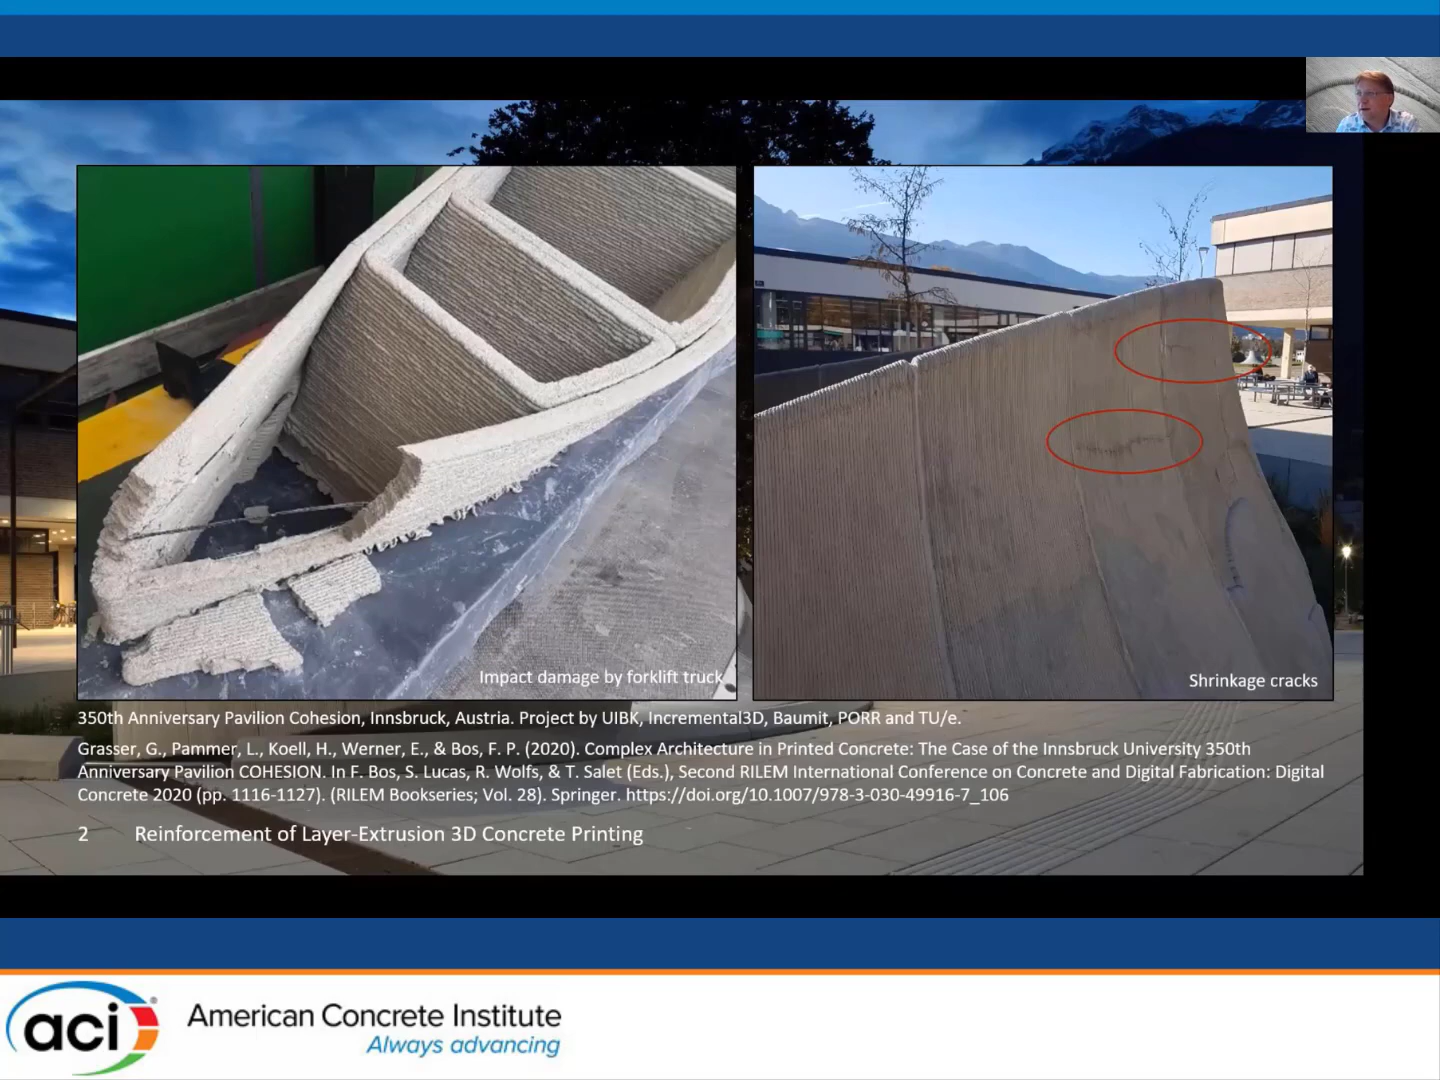 Impact damage by forklift truck
Shrinkage cracks
350th Anniversary Pavilion Cohesion, Innsbruck, Austria. Project by UIBK, Incremental3D, Baumit, PORR and TU/e.
Grasser, G., Pammer, L., Koell, H., Werner, E., & Bos, F. P. (2020). Complex Architecture in Printed Concrete: The Case of the Innsbruck University 350th
Anniversary Pavilion COHESION. In F. Bos, S. Lucas, R. Wolfs, & T. Salet (Eds.), Second RILEM International Conference on Concrete and Digital Fabrication: Digital
Concrete 2020 (pp. 1116-1127). (RILEM Bookseries; Vol. 28). Springer. https://doi.org/10.1007/978-3-030-49916-7_106
2 Reinforcement of Layer-Extrusion 3D Concrete Printing
aci®
American Concrete Institute
Always advancing